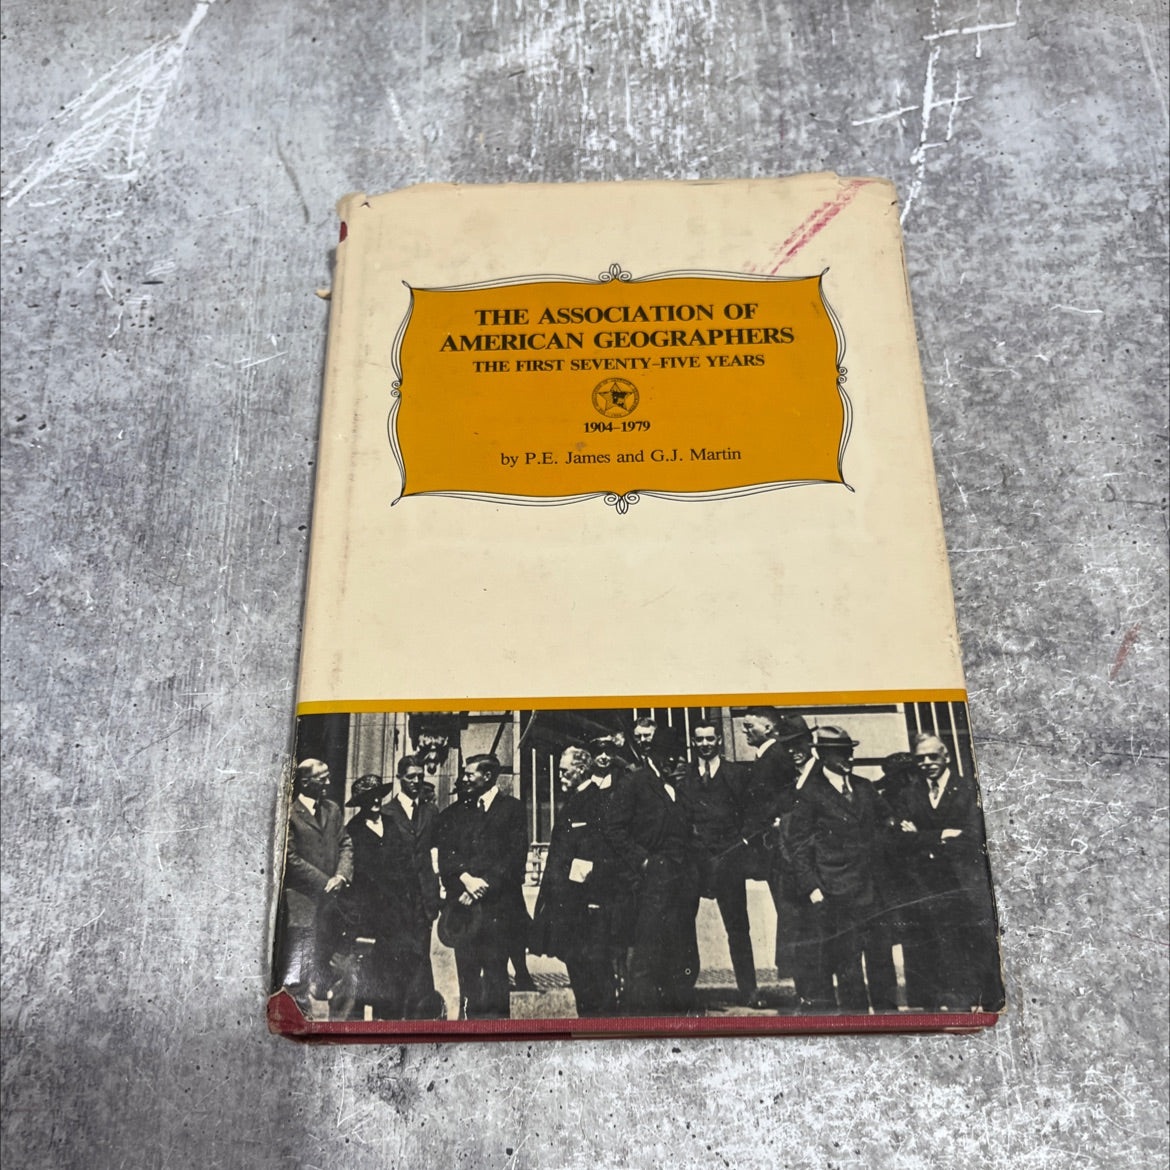 THE ASSOCIATION OF
AMERICAN GEOGRAPHERS
THE FIRST SEVENTY-FIVE YEARS
1904-1979
by P.E. James and G.J. Martin